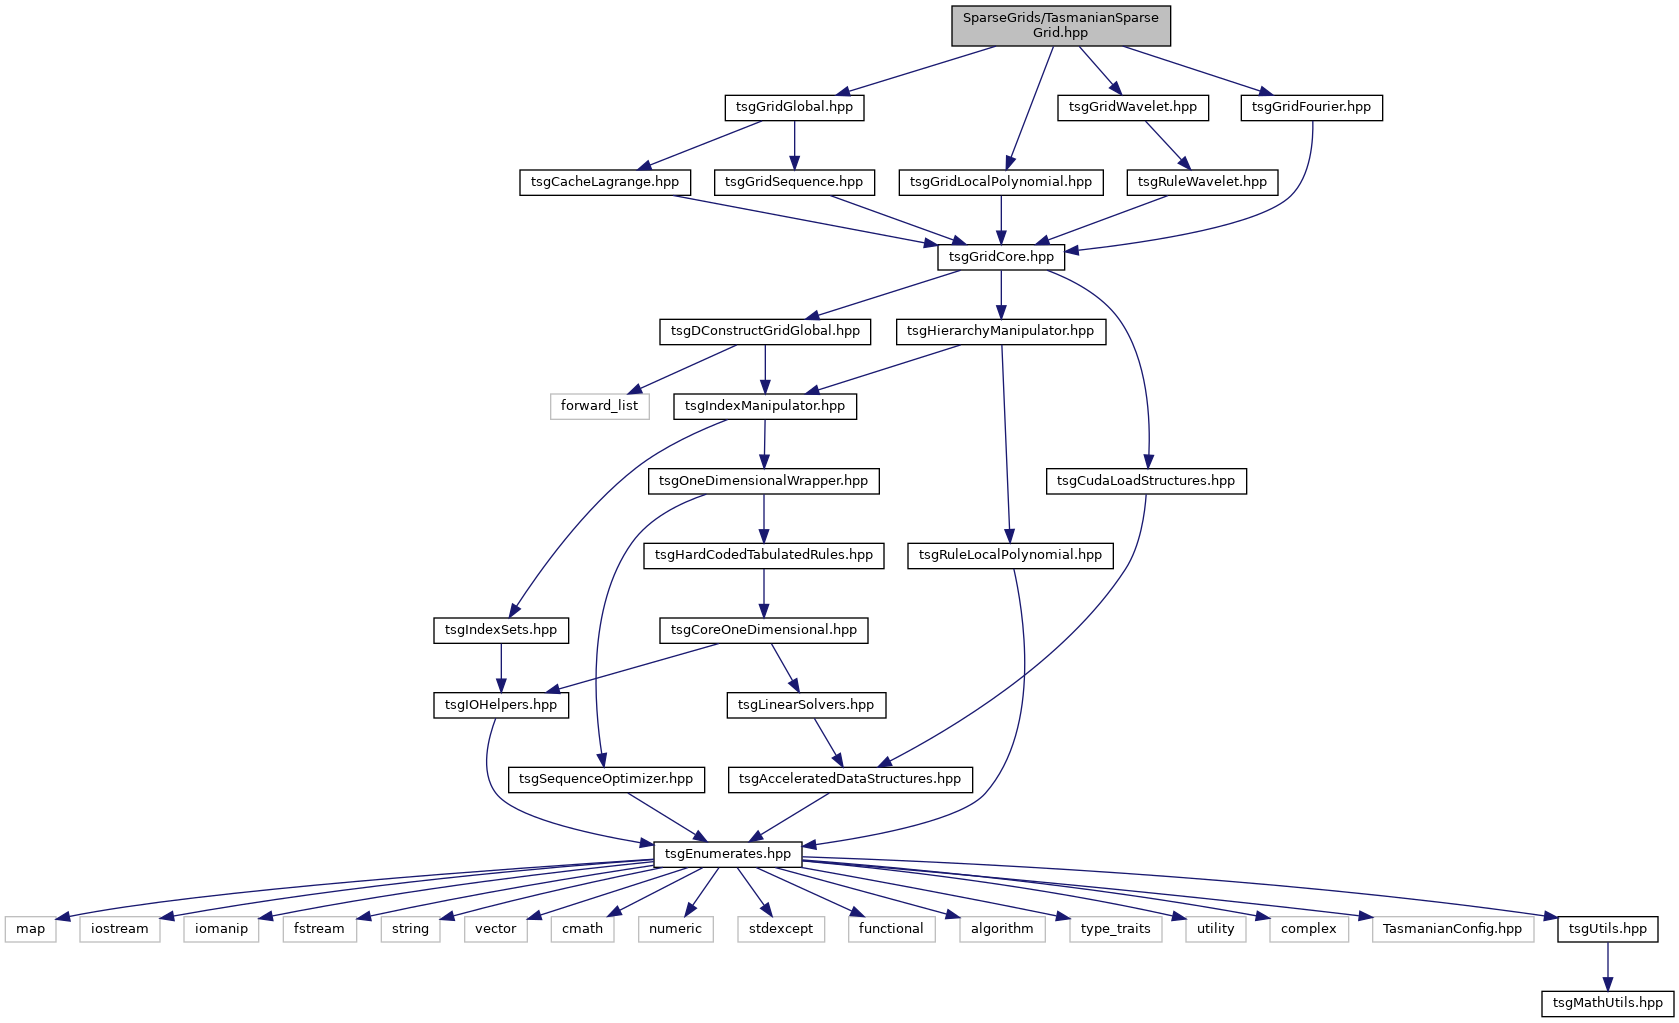 SparseGrids/TasmanianSparse
Grid.hpp
tsgGridGlobal.hpp
tsgGridWavelet.hpp
tsgGridFourier.hpp
tsgCacheLagrange.hpp
tsgGridSequence.hpp
tsgGridLocalPolynomial.hpp
tsgRuleWavelet.hpp
tsgGridCore.hpp
tsgDConstructGridGlobal.hpp
tsgHierarchyManipulator.hpp
forward_list
tsgIndexManipulator.hpp
tsgOneDimensionalWrapper.hpp
tsgCudaLoadStructures.hpp
tsgHardCodedTabulatedRules.hpp
tsgRuleLocalPolynomial.hpp
tsgIndexSets.hpp
tsgCoreOneDimensional.hpp
tsgIOHelpers.hpp
tsgLinearSolvers.hpp
tsgSequenceOptimizer.hpp
tsgAcceleratedDataStructures.hpp
tsgEnumerates.hpp
map
iostream
iomanip
fstream
string
vector
cmath
numeric
stdexcept
functional
algorithm
type_traits
utility
complex
TasmanianConfig.hpp
tsgUtils.hpp
tsgMathUtils.hpp